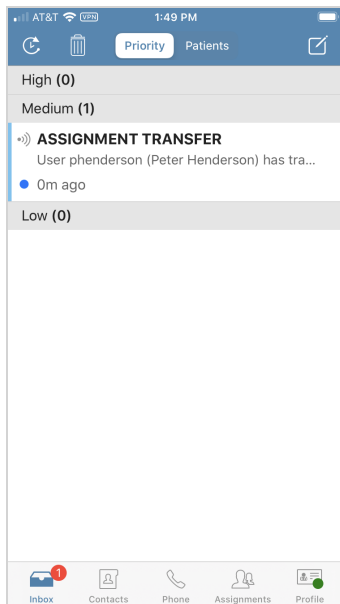 AT&T VPN 1:49 PM
Priority Patients
High (0)
Medium (1)
ASSIGNMENT TRANSFER
User phenderson (Peter Henderson) has tra...
0m ago
Low (0)
1
Inbox Contacts Phone Assignments Profile